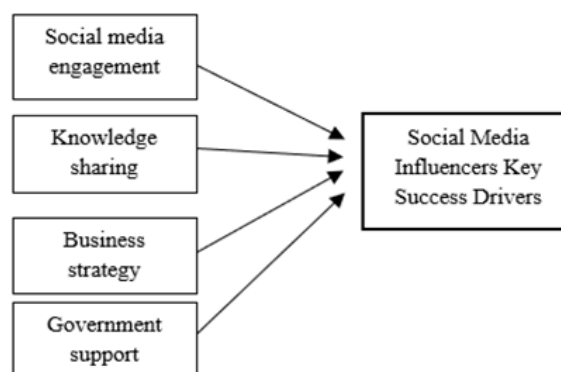 Social media
engagement
Knowledge
sharing
Business
strategy
Government
support
Social Media
Influencers Key
Success Drivers